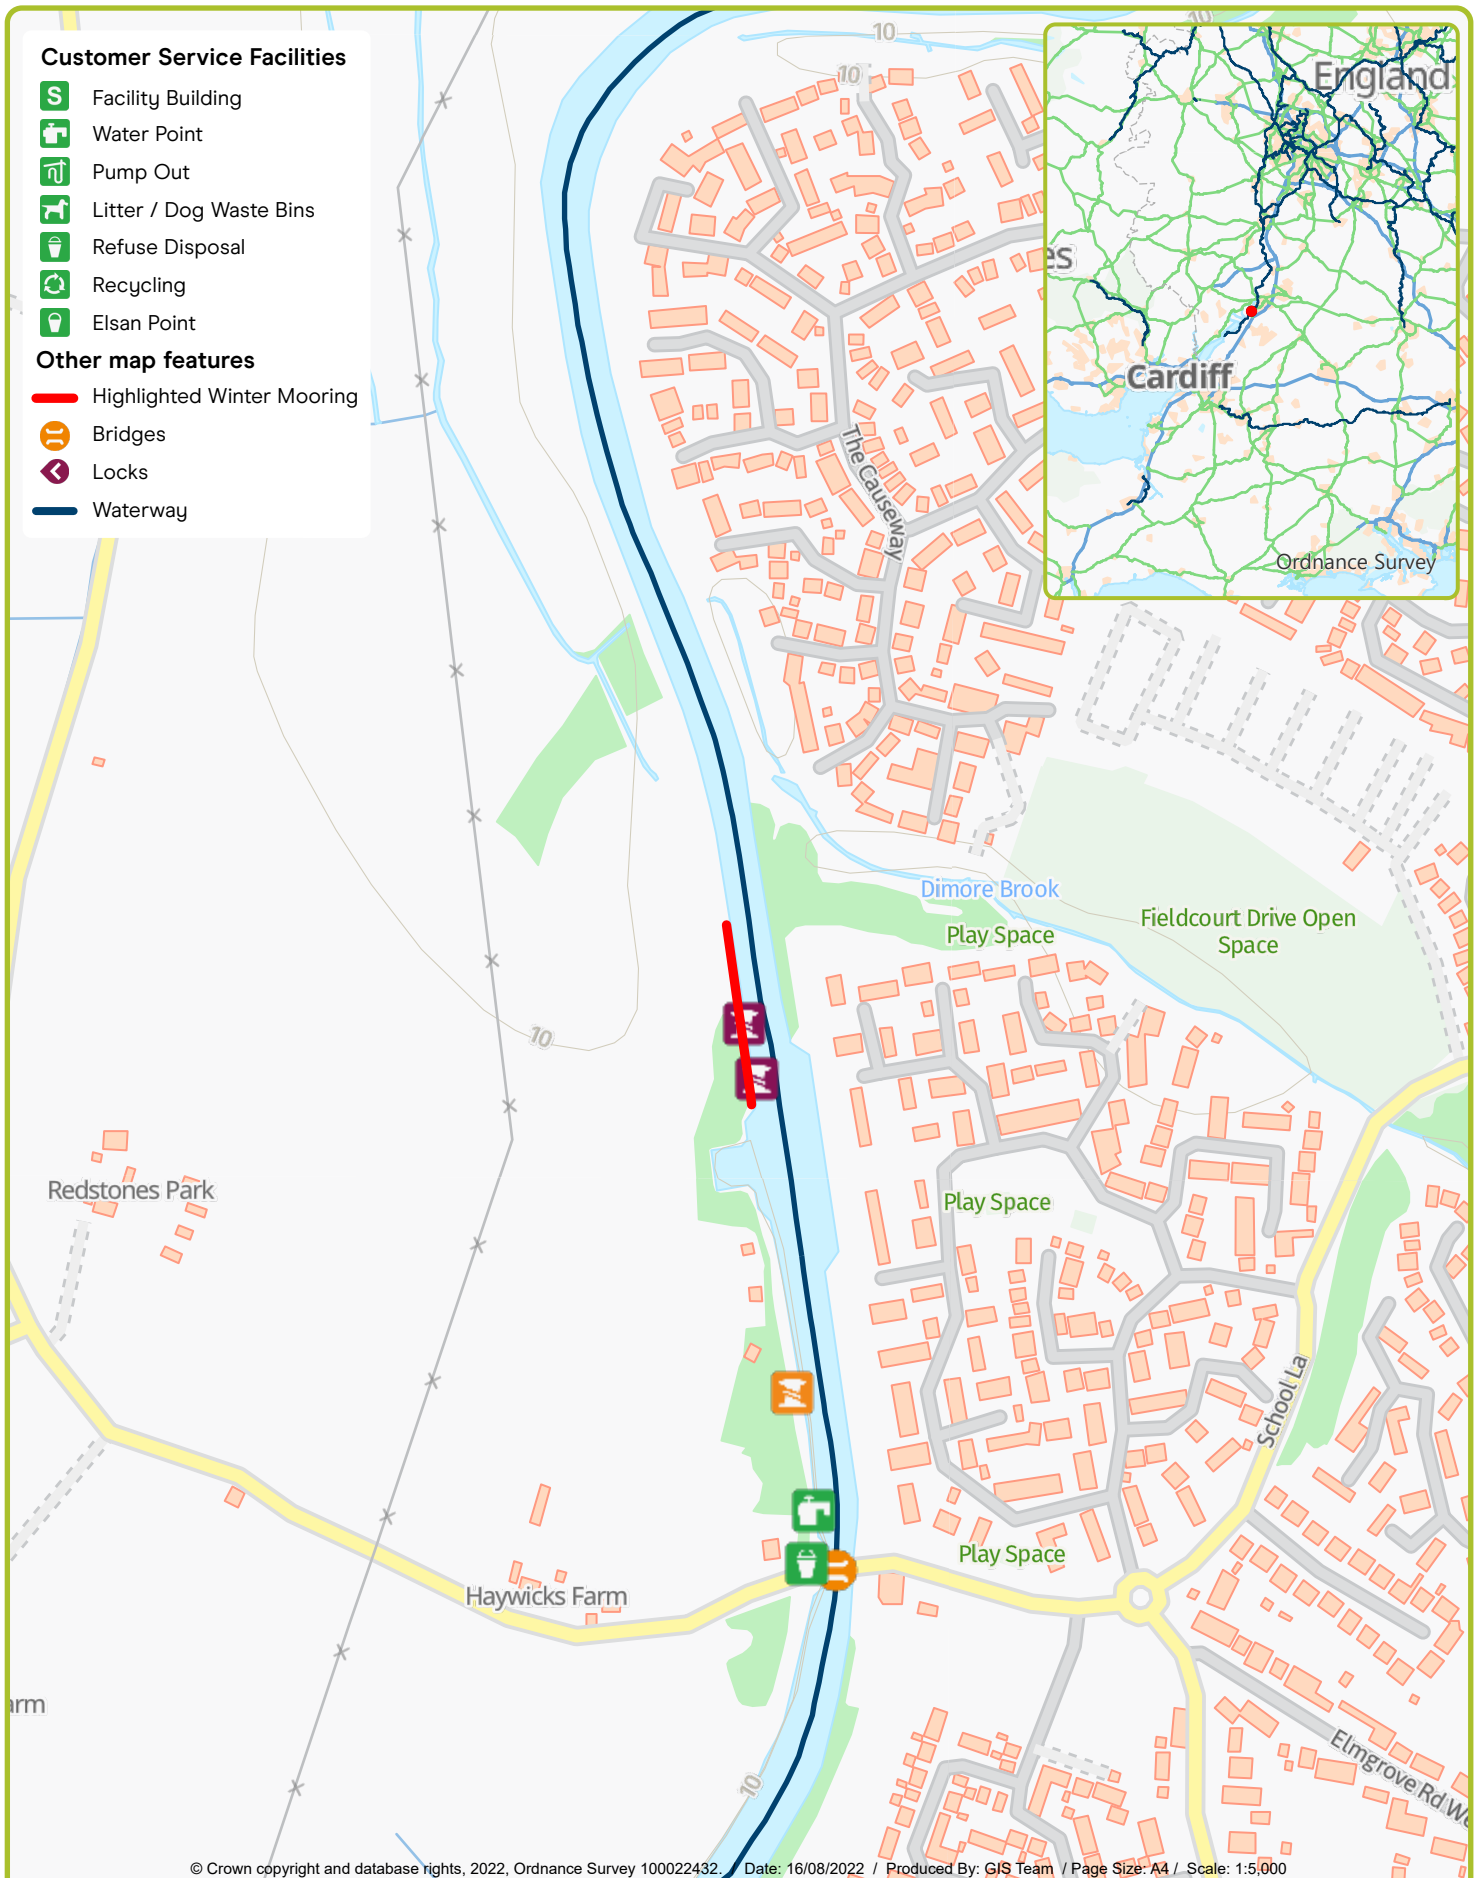 Customer Service Facilities
S Facility Building
Water Point
Pump Out
Litter / Dog Waste Bins
Refuse Disposal
Recycling
Elsan Point
Other map features
Highlighted Winter Mooring
Bridges
Locks
Waterway
10
10
10
England
es
Cardiff
Ordnance Survey
The Causeway
Dimore Brook
Play Space
Fieldcourt Drive Open
Space
10
Redstones Park
Play Space
School La
Play Space
Haywicks Farm
arm
Elmgrove Rd We
10
© Crown copyright and database rights, 2022, Ordnance Survey 100022432. / Date: 16/08/2022 / Produced By: GIS Team / Page Size: A4 / Scale: 1:5,000